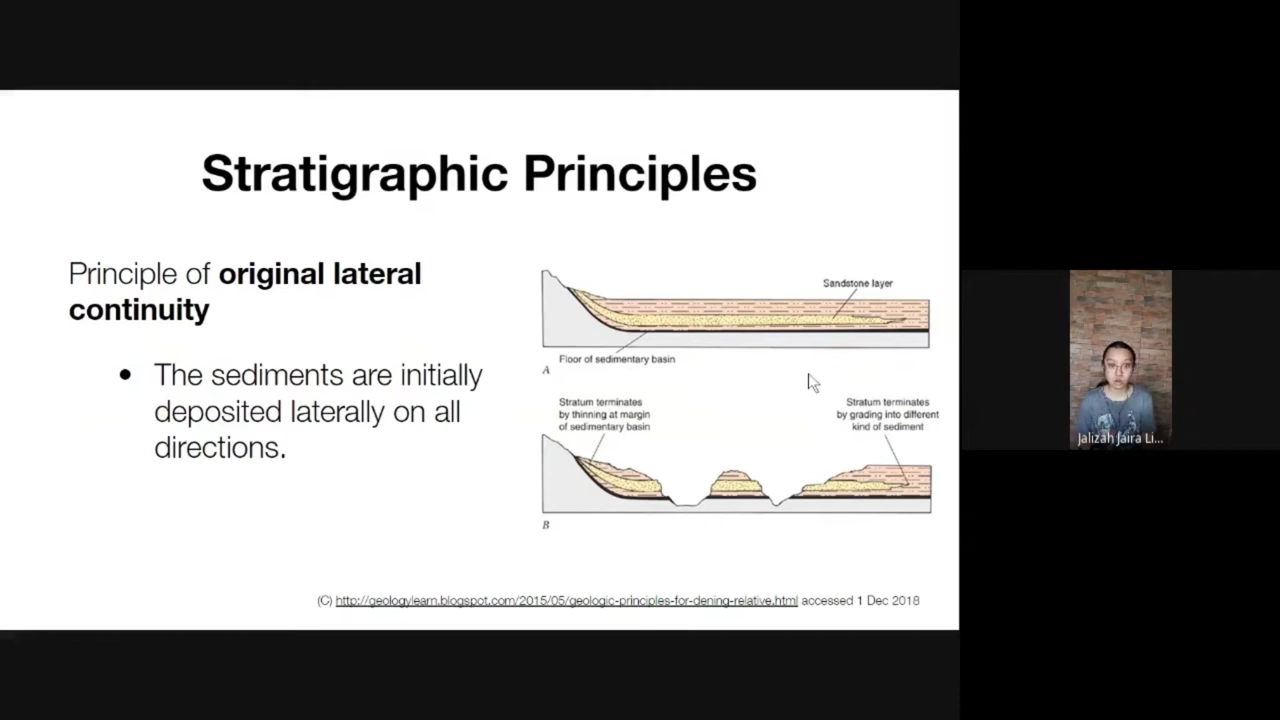 Stratigraphic Principles
Principle of original lateral
continuity
• The sediments are initially
deposited laterally on all
directions.
Sandstone layer
Floor of sedimentary basin
A
Stratum terminates
by thinning at margin
of sedimentary basin
Stratum terminates
by grading into different
kind of sediment
B
(C) http://geologylearn.blogspot.com/2015/05/geologic-principles-for-dening-relative.html accessed 1 Dec 2018
Jalizah Jaira Li...